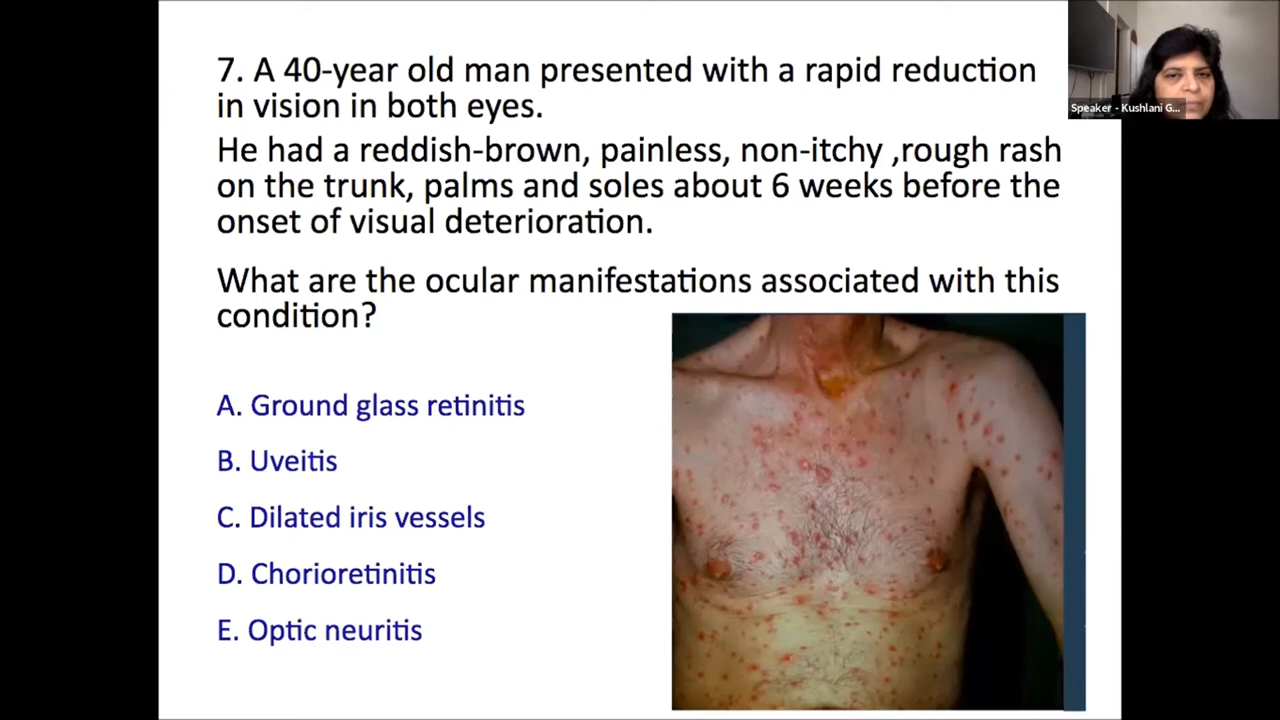 7. A 40-year old man presented with a rapid reduction
in vision in both eyes.
He had a reddish-brown, painless, non-itchy ,rough rash
on the trunk, palms and soles about 6 weeks before the
onset of visual deterioration.
What are the ocular manifestations associated with this
condition?
A. Ground glass retinitis
B. Uveitis
C. Dilated iris vessels
D. Chorioretinitis
E. Optic neuritis
Speaker - Kushlani G...